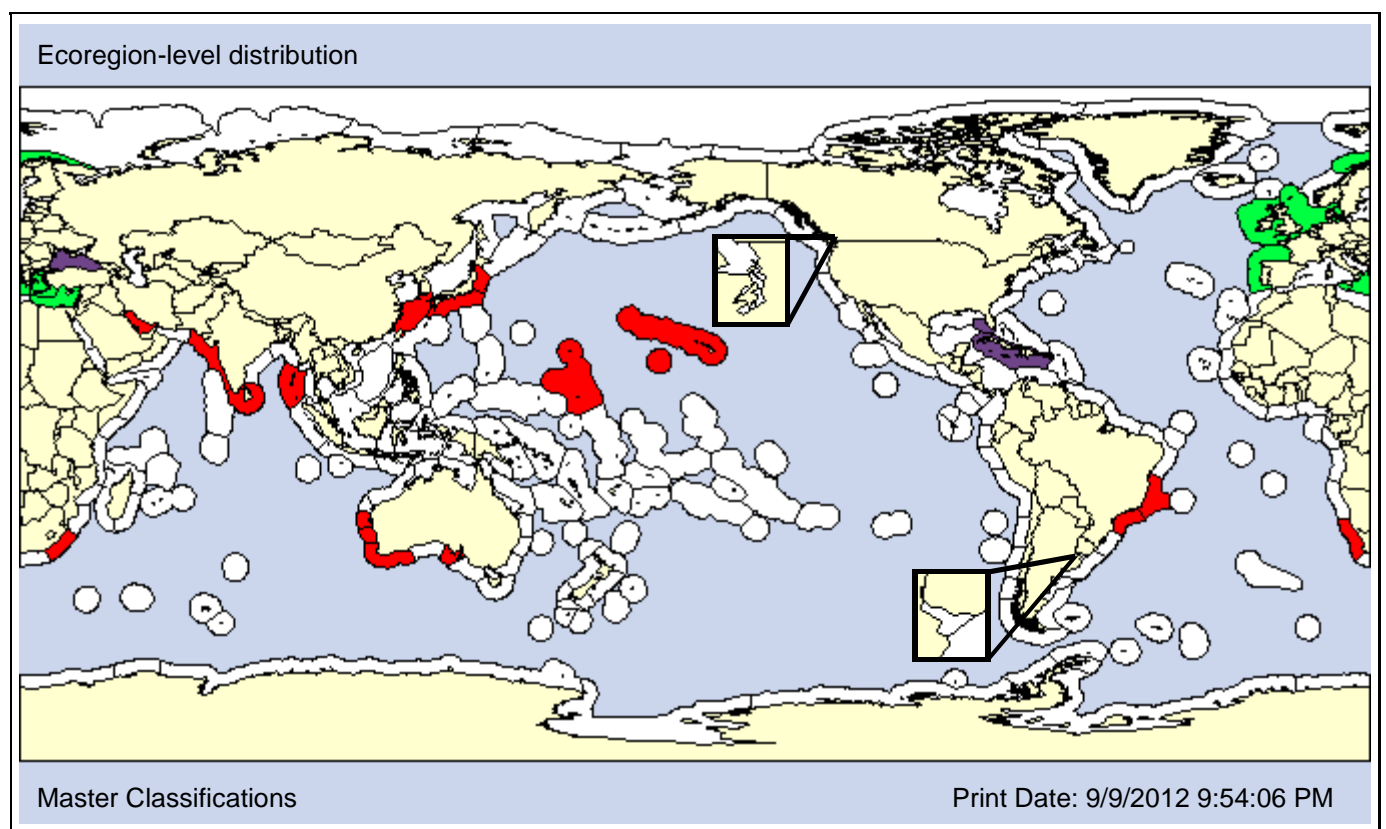 Ecoregion-level distribution
Master Classifications
Print Date: 9/9/2012 9:54:06 PM